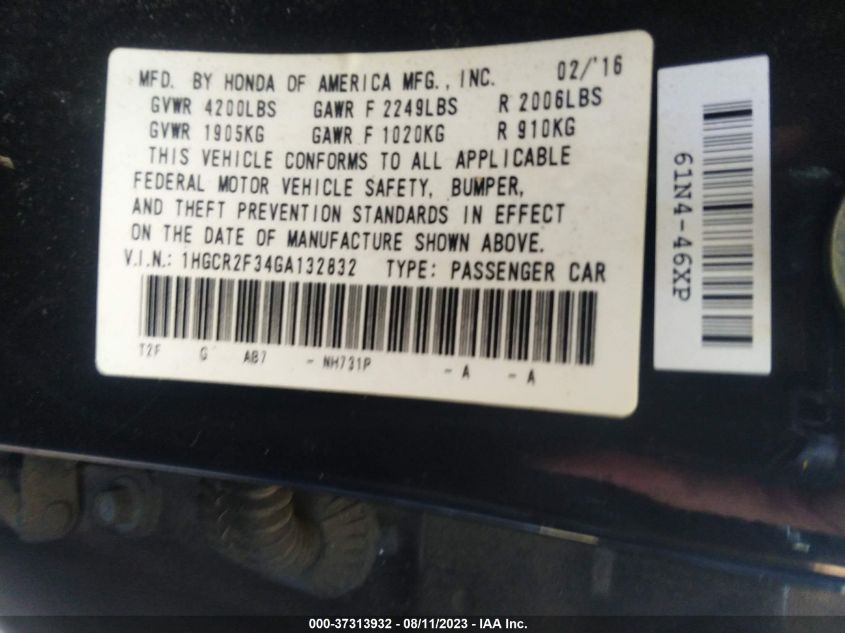 MFD. BY HONDA OF AMERICA MFG., INC. 02/'16
GVWR 4200LBS GAWR F 2249LBS R 2006LBS
GVWR 1905KG GAWR F 1020KG R 910KG
THIS VEHICLE CONFORMS TO ALL APPLICABLE
FEDERAL MOTOR VEHICLE SAFETY, BUMPER,
AND THEFT PREVENTION STANDARDS IN EFFECT
ON THE DATE OF MANUFACTURE SHOWN ABOVE.
V.I.N.: 1HGCR2F34GA132832 TYPE: PASSENGER CAR
T2F G AB7 - NH731P - A - A
61N4-46XP
000-37313932 - 08/11/2023 - IAA Inc.